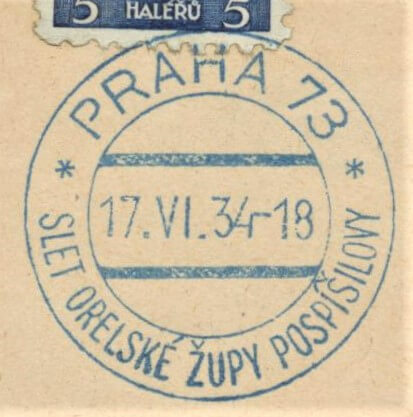 5 HALÉŘŮ 5
PRAHA 73
17.VI.34-18
* SLET ORELSKÉ ŽUPY POSPÍŠILOVY *